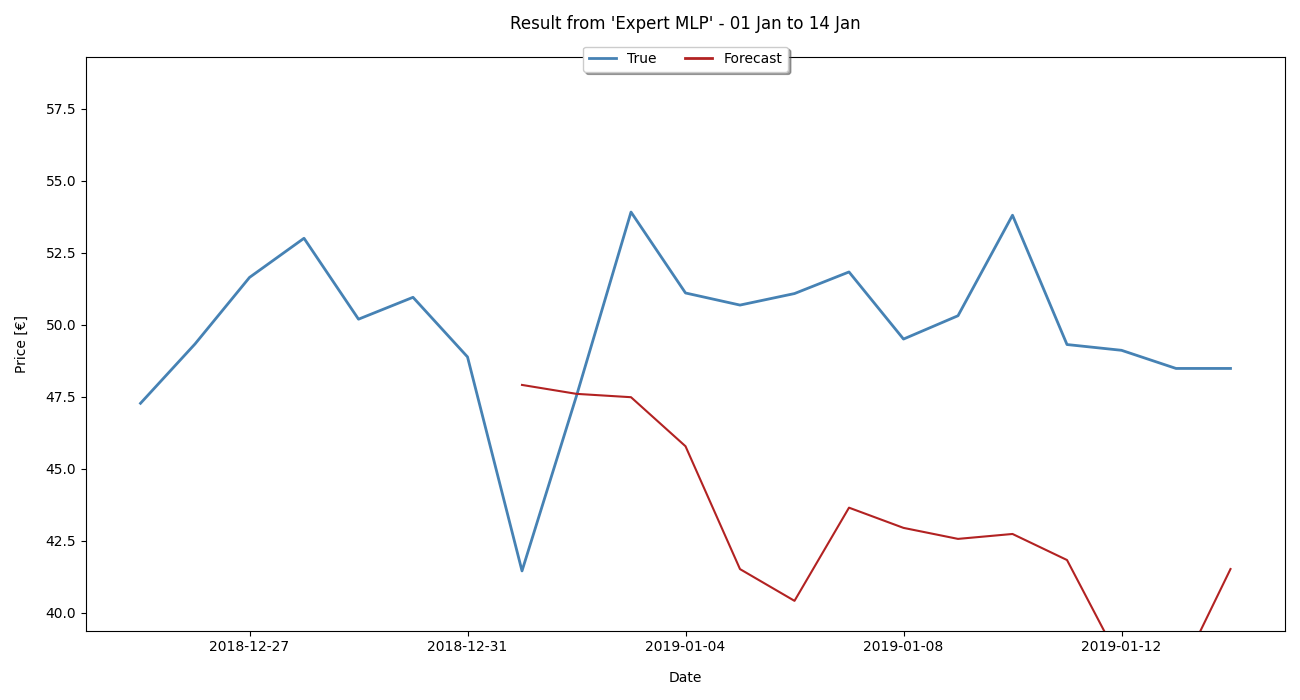 Result from 'Expert MLP' - 01 Jan to 14 Jan
True Forecast
57.5
55.0
52.5
50.0
47.5
45.0
42.5
40.0
Price [€]
2018-12-27 2018-12-31 2019-01-04 2019-01-08 2019-01-12
Date